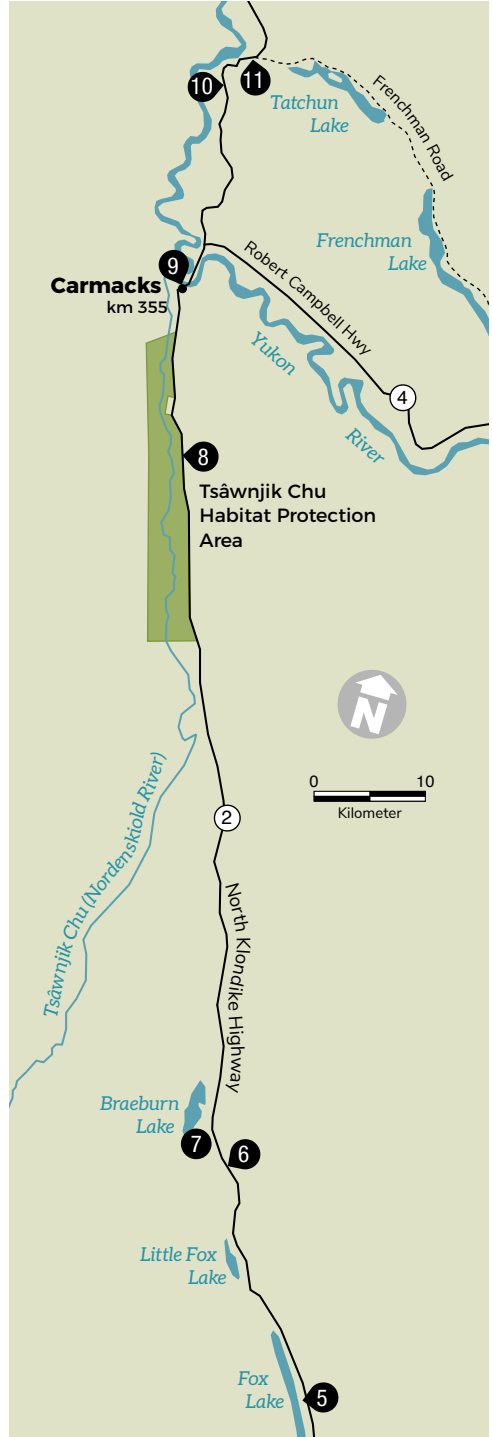 10
11
Tatchun
Lake
Frenchman Road
Frenchman
Lake
9
Carmacks
km 355
Robert Campbell Hwy
Yukon
River
4
8
Tsâwnjik Chu
Habitat Protection
Area
N
0 10
Kilometer
2
Tsâwnjik Chu (Nordenskiold River)
North Klondike Highway
Braeburn
Lake
7
6
Little Fox
Lake
Fox
Lake
5